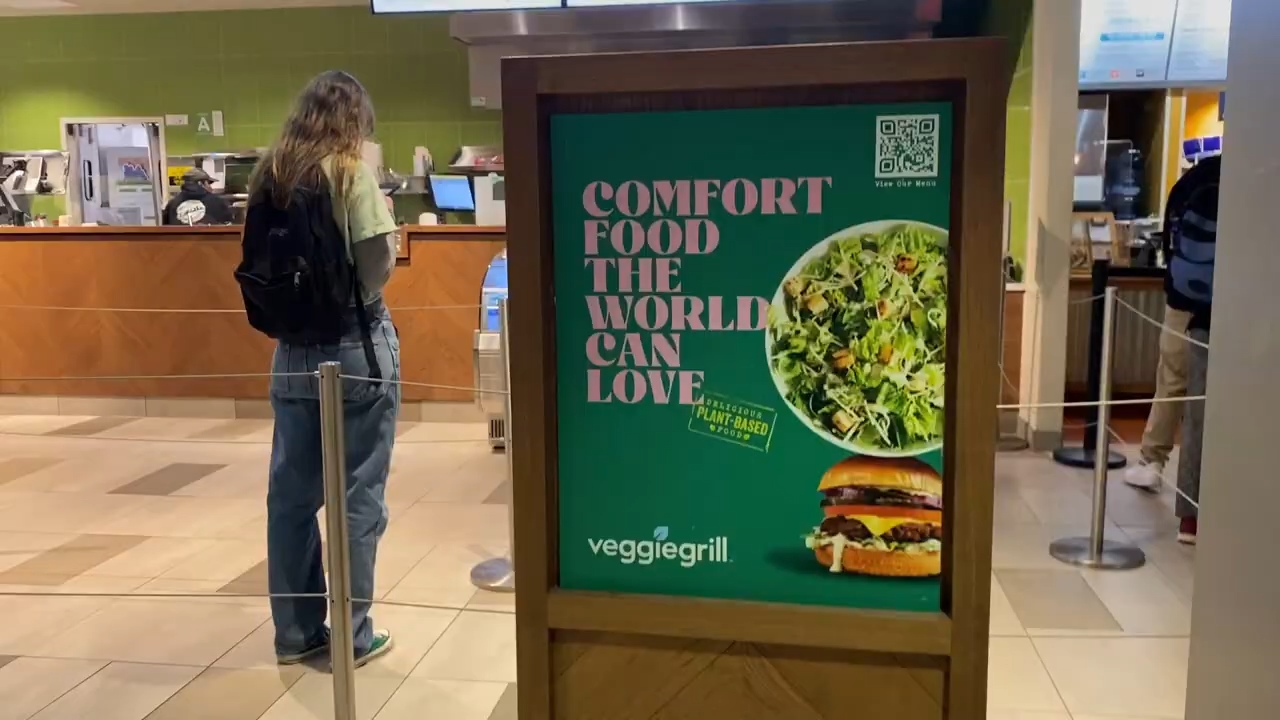 A
View Our Menu
COMFORT
FOOD
THE
WORLD
CAN
LOVE
DELICIOUS
PLANT-BASED
FOOD
veggiegrill